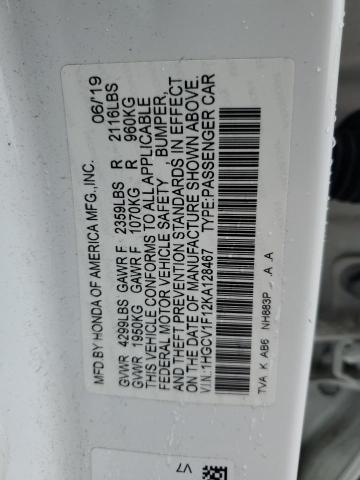 MFD.BY HONDA OF AMERICA MFG.,INC. 06/19
GVWR 4299LBS GAWR F 2359LBS R 2116LBS
GVWR 1950KG GAWR F 1070KG R 960KG
THIS VEHICLE CONFORMS TO ALL APPLICABLE
FEDERAL MOTOR VEHICLE SAFETY, BUMPER,
AND THEFT PREVENTION STANDARDS IN EFFECT
ON THE DATE OF MANUFACTURE SHOWN ABOVE.
V.I.N.:1HGCV1F12KA128467 TYPE:PASSENGER CAR
TVA K AB6 NH883P .A .A
V7